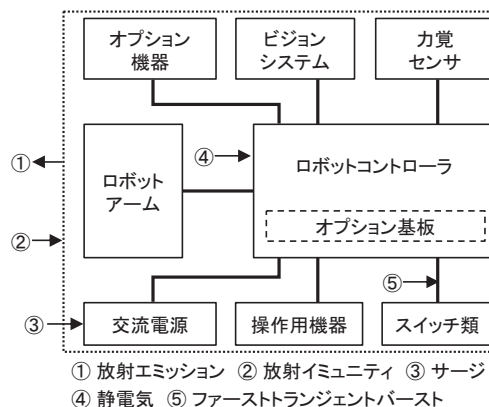 オプション
機器
ビジョン
システム
力覚
センサ
①
②
ロボット
アーム
④
ロボットコントローラ
オプション基板
⑤
③
交流電源
操作用機器
スイッチ類
① 放射エミッション ② 放射イミュニティ ③ サージ
④ 静電気 ⑤ ファーストトランジェントバースト